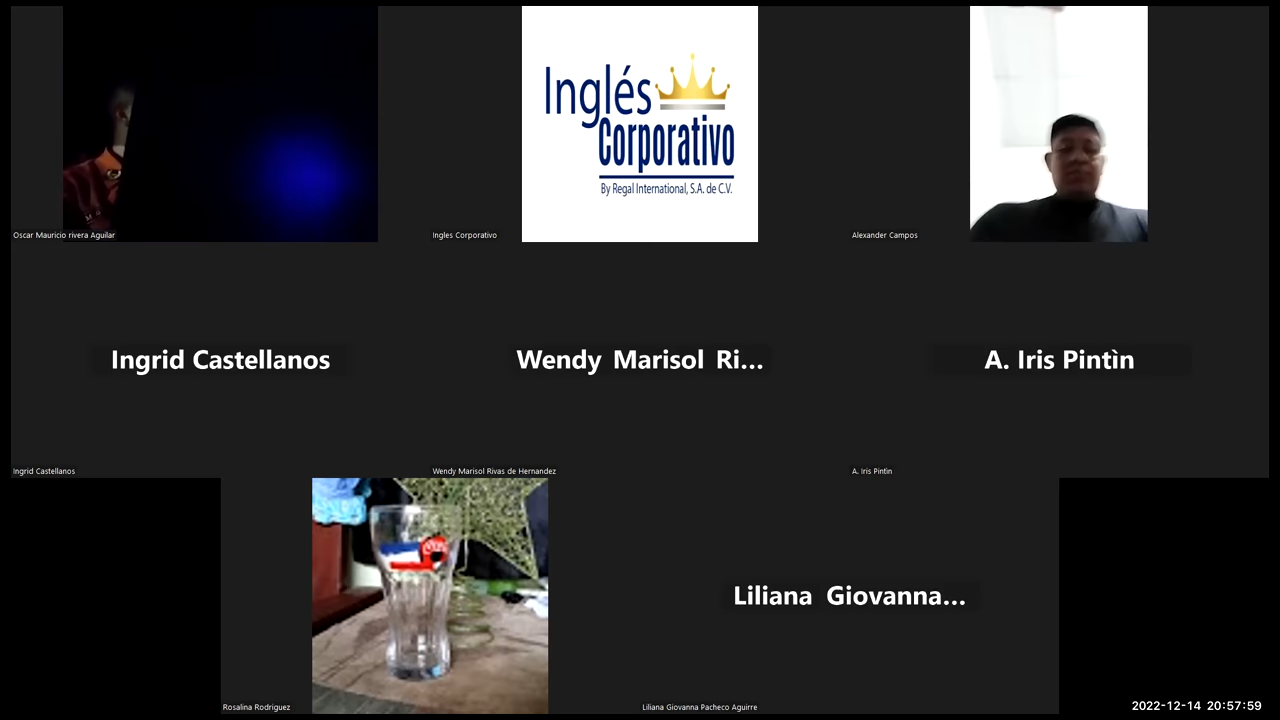 Inglés
Corporativo
By Regal International, S.A. de C.V.
Oscar Mauricio rivera Aguilar
Ingles Corporativo
Alexander Campos
Ingrid Castellanos
Wendy Marisol Ri...
A. Iris Pintìn
Ingrid Castellanos
Wendy Marisol Rivas de Hernandez
A. Iris Pintìn
Liliana Giovanna...
Rosalina Rodriguez
Liliana Giovanna Pacheco Aguirre
2022-12-14 20:57:59